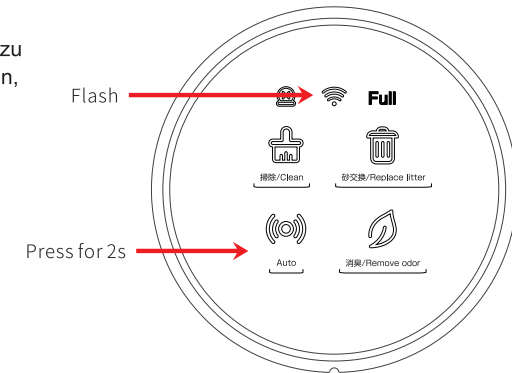 zu
n,
Flash
Full
掃除/Clean
砂交換/Replace litter
Press for 2s
Auto
消臭/Remove odor